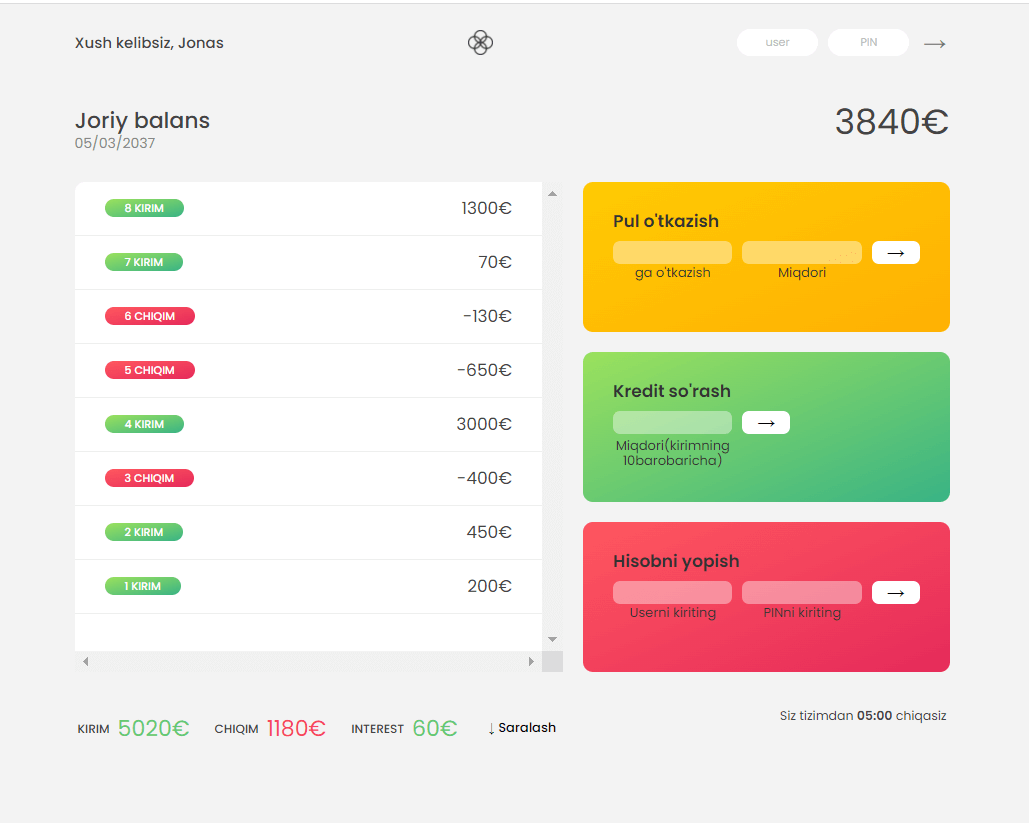 Xush kelibsiz, Jonas
user
PIN
→
Joriy balans
3840€
05/03/2037
8 KIRIM 1300€
7 KIRIM 70€
6 CHIQIM -130€
5 CHIQIM -650€
4 KIRIM 3000€
3 CHIQIM -400€
2 KIRIM 450€
1 KIRIM 200€
Pul o'tkazish
→
ga o'tkazish Miqdori
Kredit so'rash
→
Miqdori(kirimning
10barobaricha)
Hisobni yopish
→
Userni kiriting PINni kiriting
KIRIM 5020€ CHIQIM 1180€ INTEREST 60€ ↓ Saralash
Siz tizimdan 05:00 chiqasiz